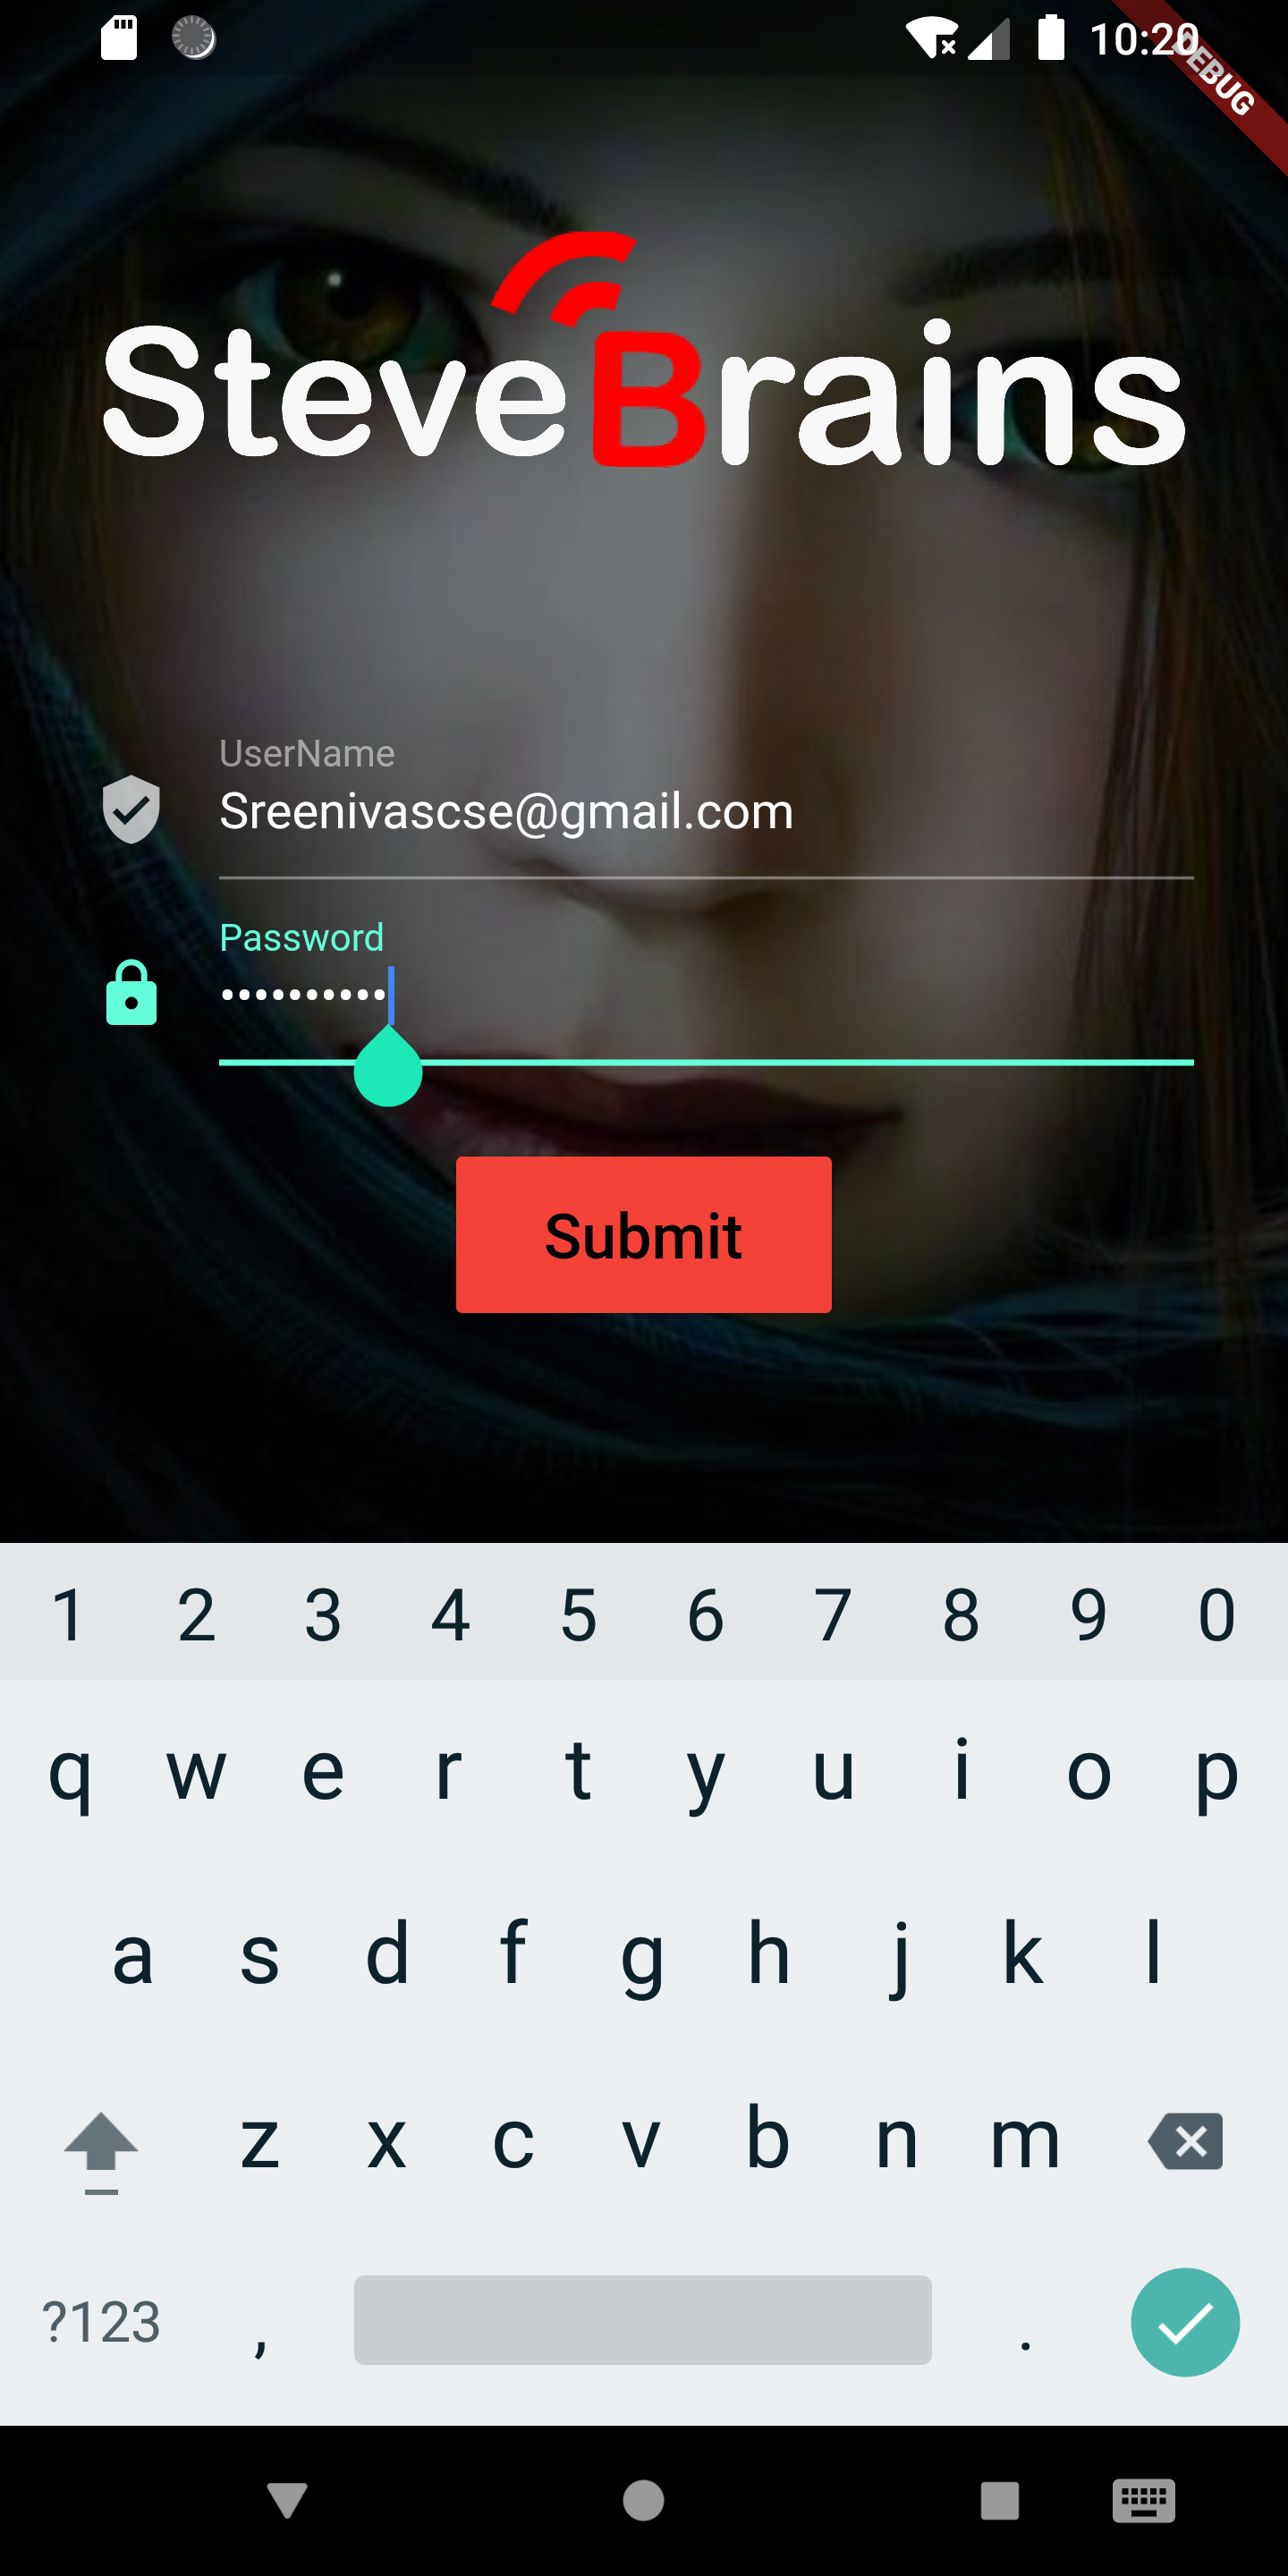 10:20
DEBUG
SteveBrains
UserName
Sreenivascse@gmail.com
Password
••••••••••
Submit
1 2 3 4 5 6 7 8 9 0
q w e r t y u i o p
a s d f g h j k l
z x c v b n m
?123 , .